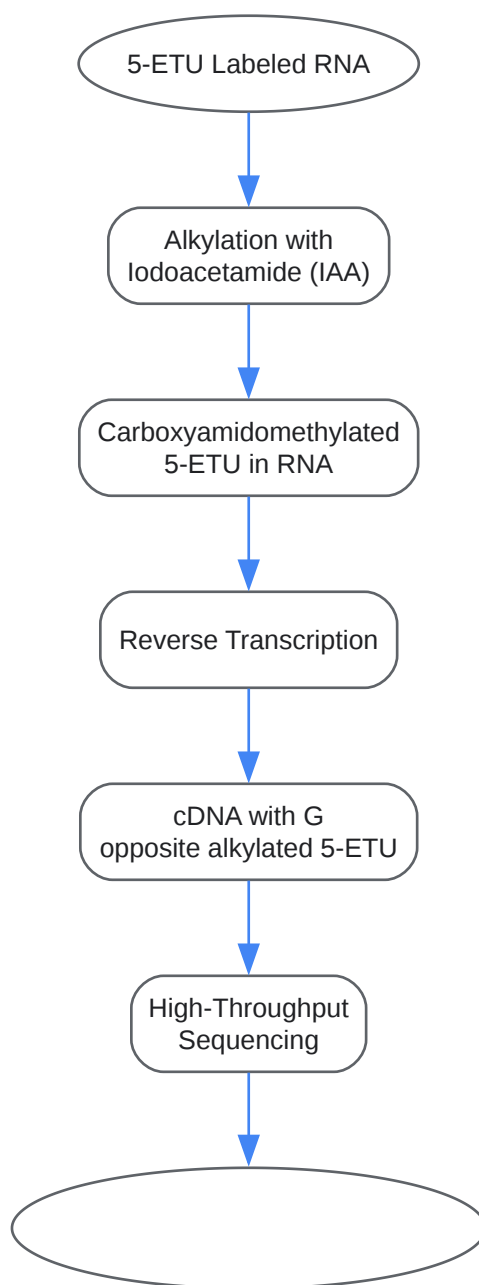 5-ETU Labeled RNA
Alkylation with
Iodoacetamide (IAA)
Carboxyamidomethylated
5-ETU in RNA
Reverse Transcription
cDNA with G
opposite alkylated 5-ETU
High-Throughput
Sequencing